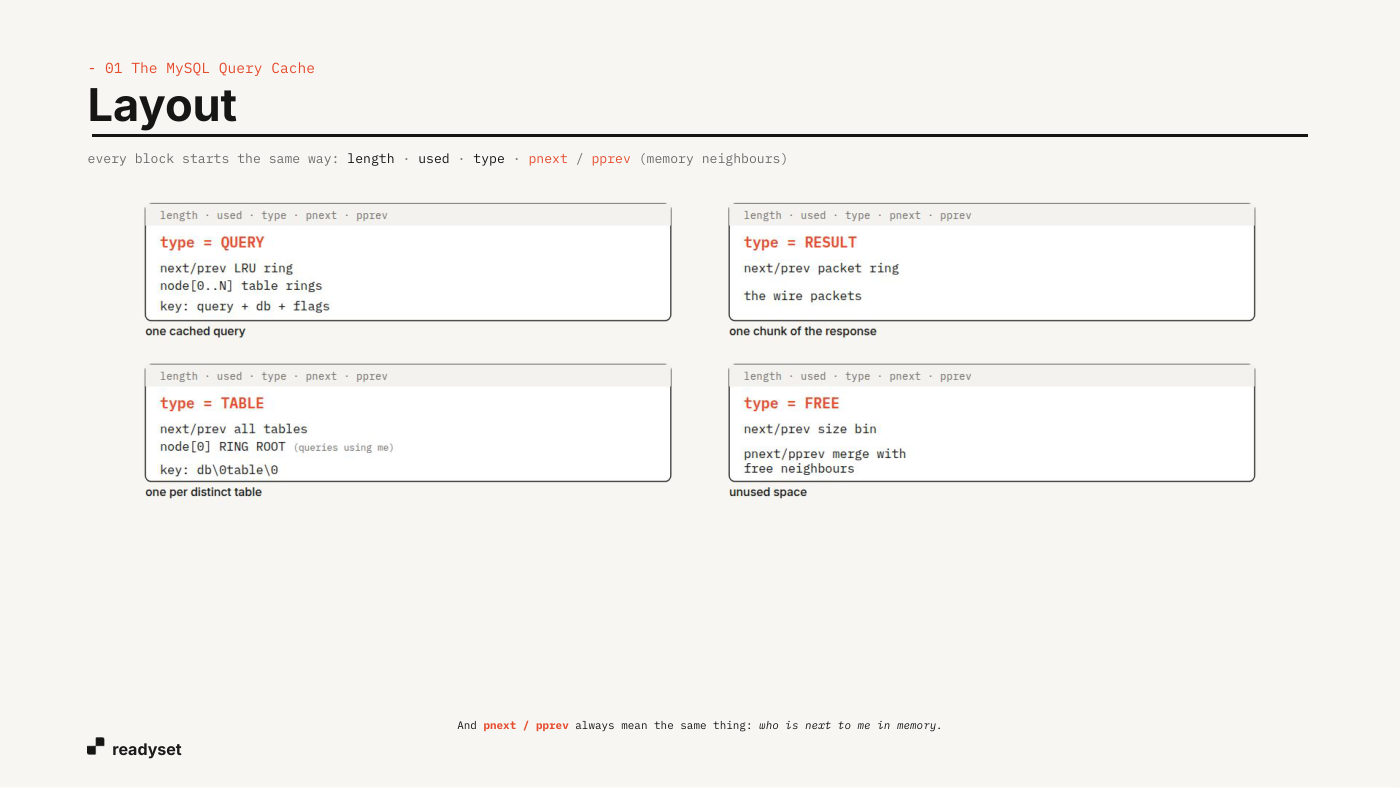 - 01 The MySQL Query Cache
Layout
every block starts the same way: length · used · type · pnext / pprev (memory neighbours)
length · used · type · pnext · pprev
type = QUERY
next/prev LRU ring
node[0..N] table rings
key: query + db + flags
one cached query
length · used · type · pnext · pprev
type = RESULT
next/prev packet ring
the wire packets
one chunk of the response
length · used · type · pnext · pprev
type = TABLE
next/prev all tables
node[0] RING ROOT (queries using me)
key: db\0table\0
one per distinct table
length · used · type · pnext · pprev
type = FREE
next/prev size bin
pnext/pprev merge with
free neighbours
unused space
And pnext / pprev always mean the same thing: who is next to me in memory.
readyset